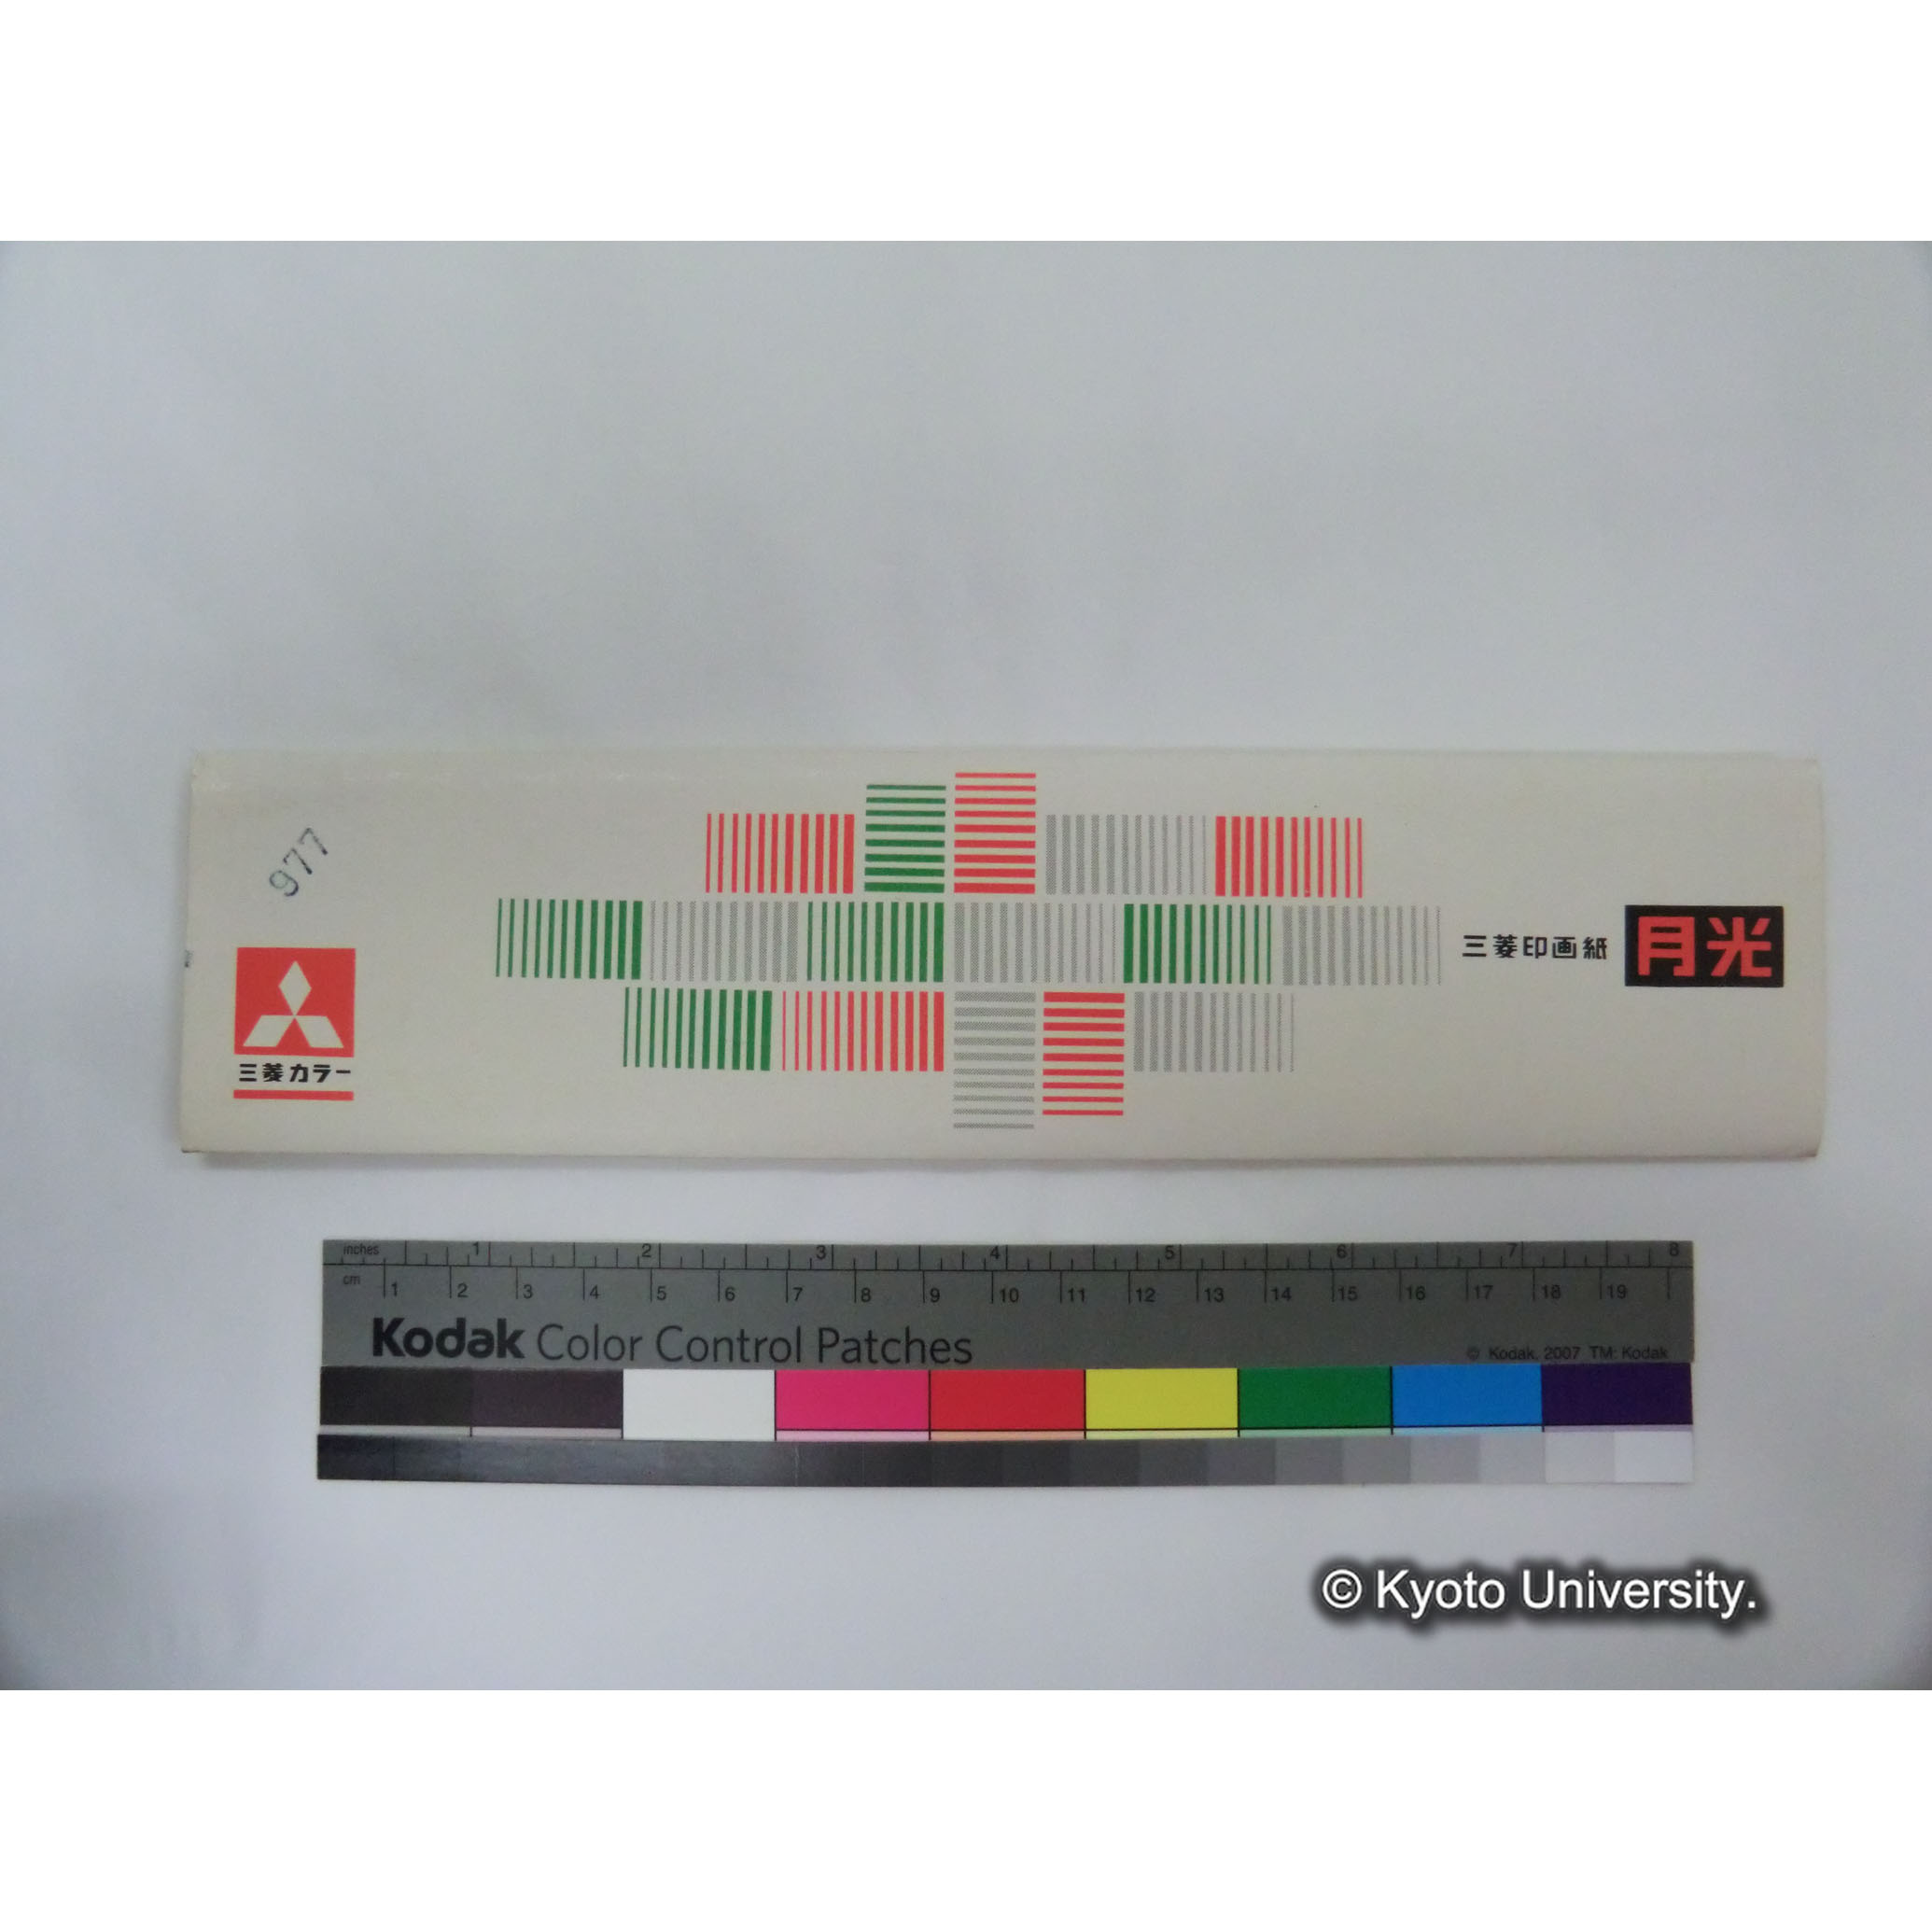 977
三菱カラー
三菱印画紙 月光
inches 1 2 3 4 5 6 7 8
cm 1 2 3 4 5 6 7 8 9 10 11 12 13 14 15 16 17 18 19
Kodak Color Control Patches
© Kodak, 2007 TM: Kodak
© Kyoto University.